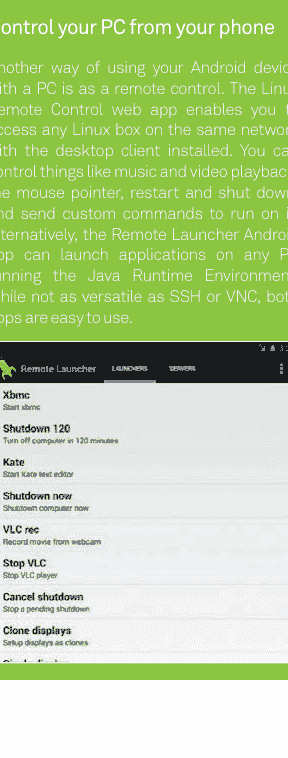 ontrol your PC from your phone
nother way of using your Android devic
ith a PC is as a remote control. The Linu
emote Control web app enables you t
ccess any Linux box on the same networ
ith the desktop client installed. You ca
ontrol things like music and video playbac
he mouse pointer, restart and shut down
nd send custom commands to run on i
lternatively, the Remote Launcher Androi
pp can launch applications on any P
unning the Java Runtime Environmen
hile not as versatile as SSH or VNC, bot
pps are easy to use.
Remote Launcher LAUNCHERS SERVERS
Xbmc
Start xbmc
Shutdown 120
Turn off computer in 120 minutes
Kate
Start Kate text editor
Shutdown now
Shutdown computer now
VLC rec
Record movie from webcam
Stop VLC
Stop VLC player
Cancel shutdown
Stop a pending shutdown
Clone displays
Setup displays as clones